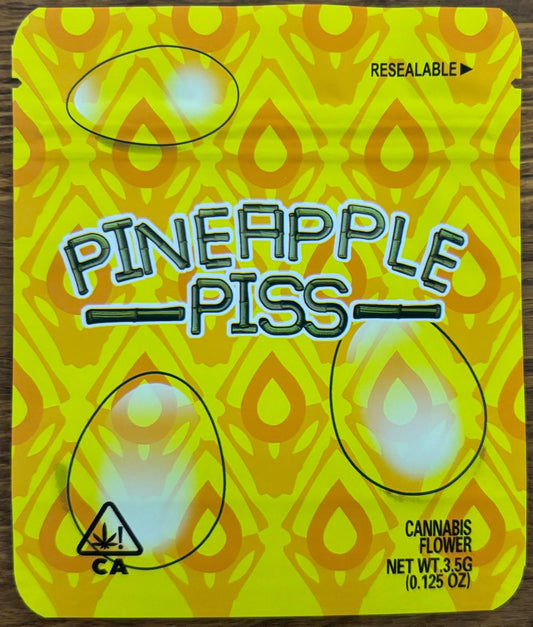 RESEALABLE▶
PINEAPPLE
PISS
!
CA
CANNABIS
FLOWER
NET WT.3.5G
(0.125 OZ)